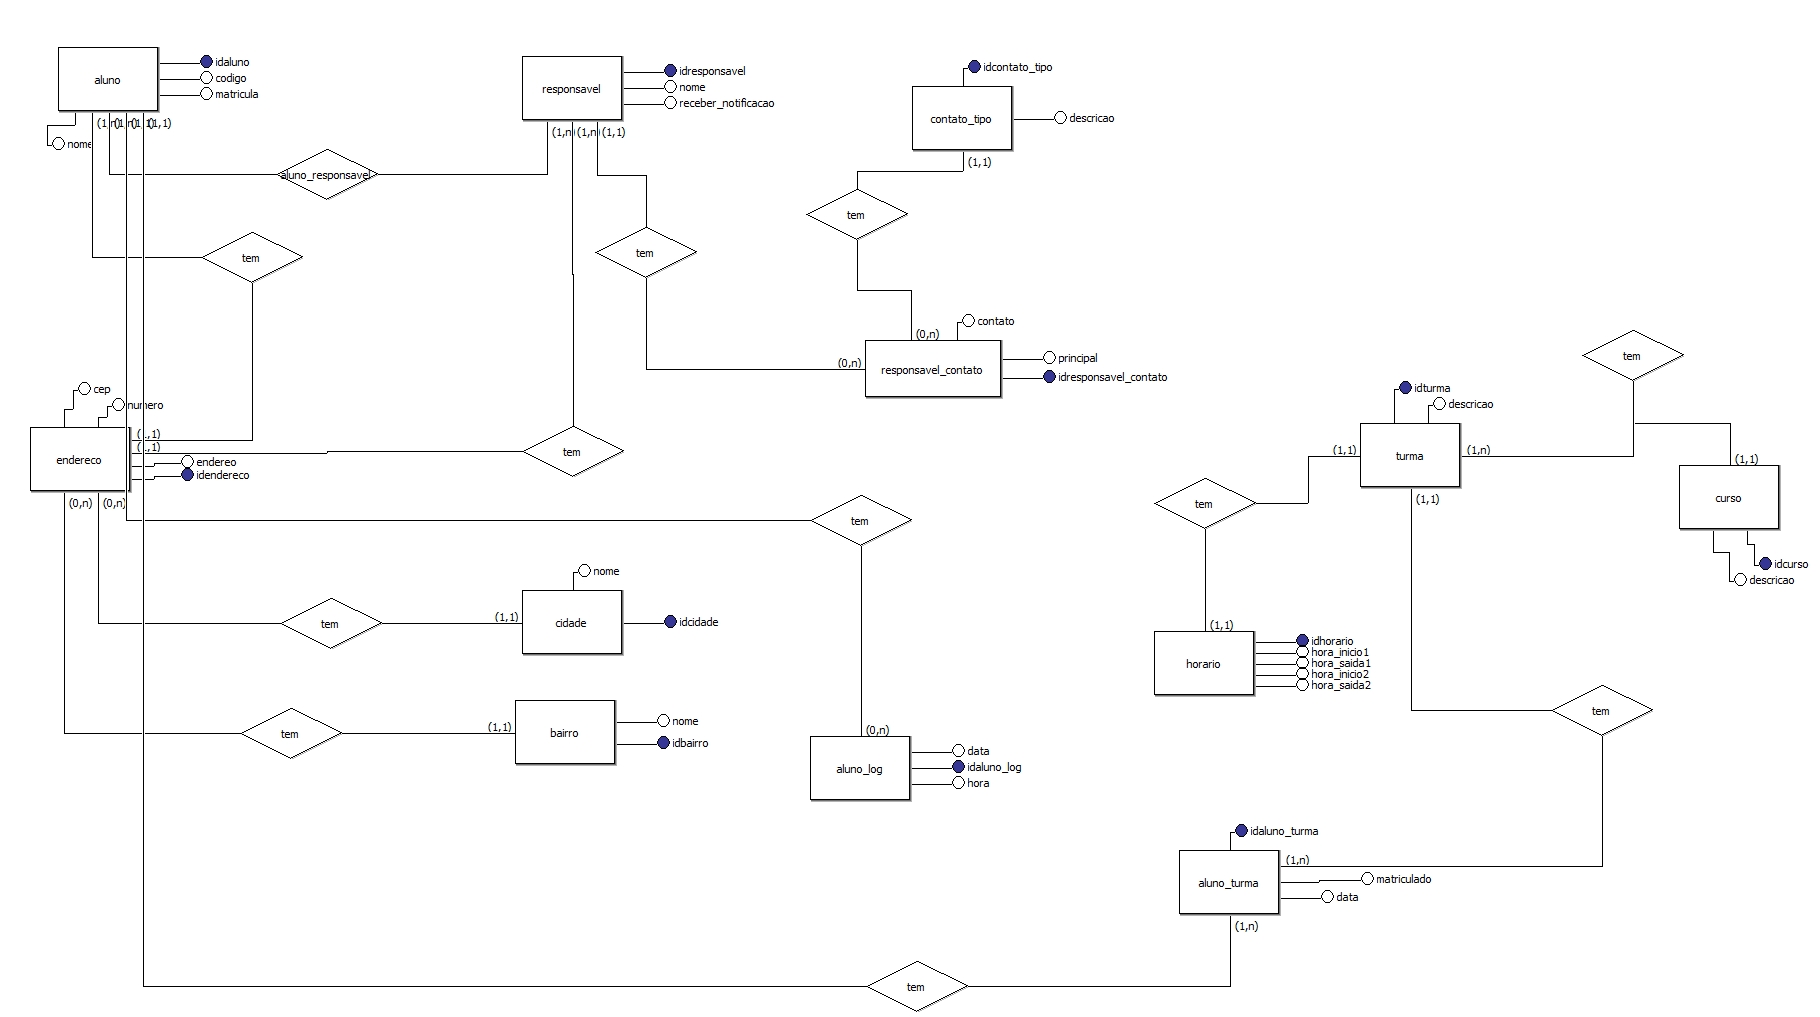 aluno
idaluno
codigo
matricula
nome
(1,n)
(1,n)
(1,1)
(1,1)
responsavel
idresponsavel
nome
receber_notificacao
(1,n)
(1,n)
(1,1)
contato_tipo
idcontato_tipo
descricao
(1,1)
aluno_responsavel
tem
tem
tem
contato
(0,n)
(0,n)
responsavel_contato
principal
idresponsavel_contato
cep
numero
endereco
(1,1)
(1,1)
endereo
idendereco
(0,n)
(0,n)
tem
tem
tem
idturma
descricao
(1,1)
turma
(1,n)
(1,1)
(1,1)
curso
idcurso
descricao
tem
(1,1)
horario
idhorario
hora_inicio1
hora_saida1
hora_inicio2
hora_saida2
tem
(1,1)
cidade
nome
idcidade
tem
(1,1)
bairro
nome
idbairro
(0,n)
aluno_log
data
idaluno_log
hora
tem
idaluno_turma
(1,n)
aluno_turma
matriculado
data
(1,n)
tem